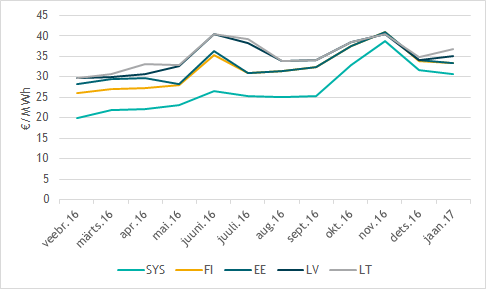 45
40
35
30
25
20
15
10
5
0
€/MWh
veebr.16
märts.16
apr.16
mai.16
juuni.16
juuli.16
aug.16
sept.16
okt.16
nov.16
dets.16
jaan.17
SYS FI EE LV LT